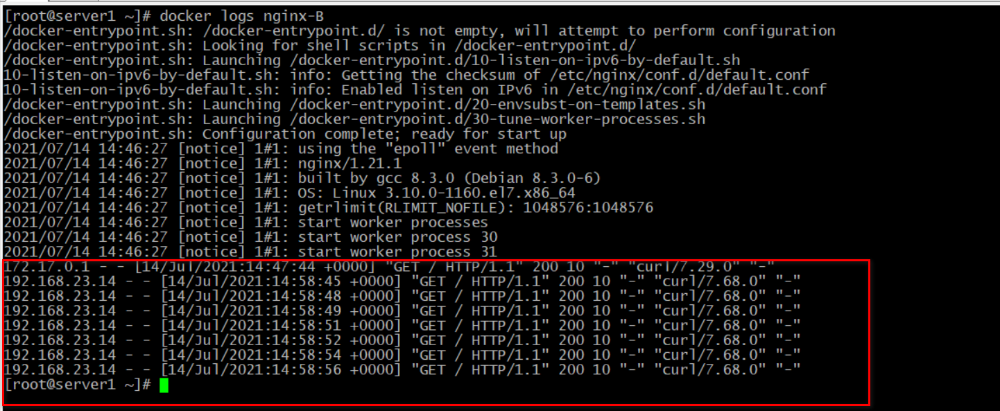 [root@server1 ~]# docker logs nginx-B
/docker-entrypoint.sh: /docker-entrypoint.d/ is not empty, will attempt to perform configuration
/docker-entrypoint.sh: Looking for shell scripts in /docker-entrypoint.d/
/docker-entrypoint.sh: Launching /docker-entrypoint.d/10-listen-on-ipv6-by-default.sh
10-listen-on-ipv6-by-default.sh: info: Getting the checksum of /etc/nginx/conf.d/default.conf
10-listen-on-ipv6-by-default.sh: info: Enabled listen on IPv6 in /etc/nginx/conf.d/default.conf
/docker-entrypoint.sh: Launching /docker-entrypoint.d/20-envsubst-on-templates.sh
/docker-entrypoint.sh: Launching /docker-entrypoint.d/30-tune-worker-processes.sh
/docker-entrypoint.sh: Configuration complete; ready for start up
2021/07/14 14:46:27 [notice] 1#1: using the "epoll" event method
2021/07/14 14:46:27 [notice] 1#1: nginx/1.21.1
2021/07/14 14:46:27 [notice] 1#1: built by gcc 8.3.0 (Debian 8.3.0-6)
2021/07/14 14:46:27 [notice] 1#1: OS: Linux 3.10.0-1160.el7.x86_64
2021/07/14 14:46:27 [notice] 1#1: getrlimit(RLIMIT_NOFILE): 1048576:1048576
2021/07/14 14:46:27 [notice] 1#1: start worker processes
2021/07/14 14:46:27 [notice] 1#1: start worker process 30
2021/07/14 14:46:27 [notice] 1#1: start worker process 31
172.17.0.1 - - [14/Jul/2021:14:47:44 +0000] "GET / HTTP/1.1" 200 10 "-" "curl/7.29.0" "-"
192.168.23.14 - - [14/Jul/2021:14:58:45 +0000] "GET / HTTP/1.1" 200 10 "-" "curl/7.68.0" "-"
192.168.23.14 - - [14/Jul/2021:14:58:48 +0000] "GET / HTTP/1.1" 200 10 "-" "curl/7.68.0" "-"
192.168.23.14 - - [14/Jul/2021:14:58:49 +0000] "GET / HTTP/1.1" 200 10 "-" "curl/7.68.0" "-"
192.168.23.14 - - [14/Jul/2021:14:58:51 +0000] "GET / HTTP/1.1" 200 10 "-" "curl/7.68.0" "-"
192.168.23.14 - - [14/Jul/2021:14:58:52 +0000] "GET / HTTP/1.1" 200 10 "-" "curl/7.68.0" "-"
192.168.23.14 - - [14/Jul/2021:14:58:54 +0000] "GET / HTTP/1.1" 200 10 "-" "curl/7.68.0" "-"
192.168.23.14 - - [14/Jul/2021:14:58:56 +0000] "GET / HTTP/1.1" 200 10 "-" "curl/7.68.0" "-"
[root@server1 ~]#